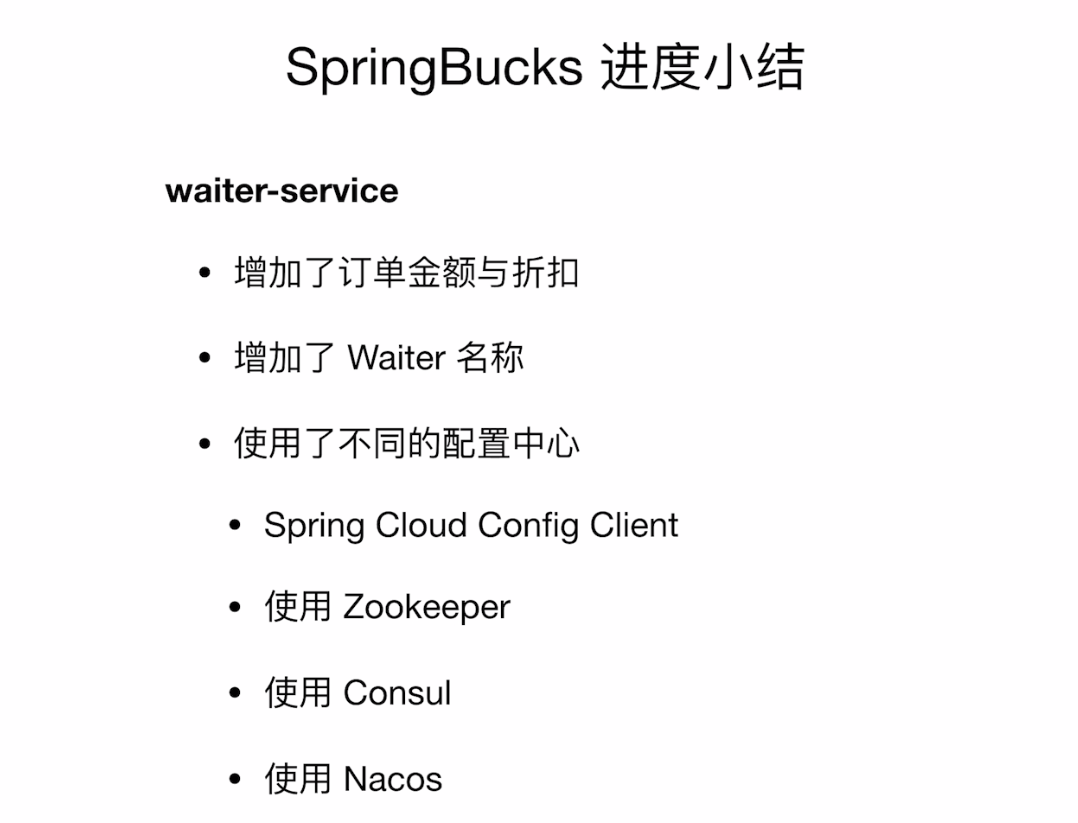 SpringBucks 进度小结
waiter-service
• 增加了订单金额与折扣
• 增加了 Waiter 名称
• 使用了不同的配置中心
• Spring Cloud Config Client
• 使用 Zookeeper
• 使用 Consul
• 使用 Nacos